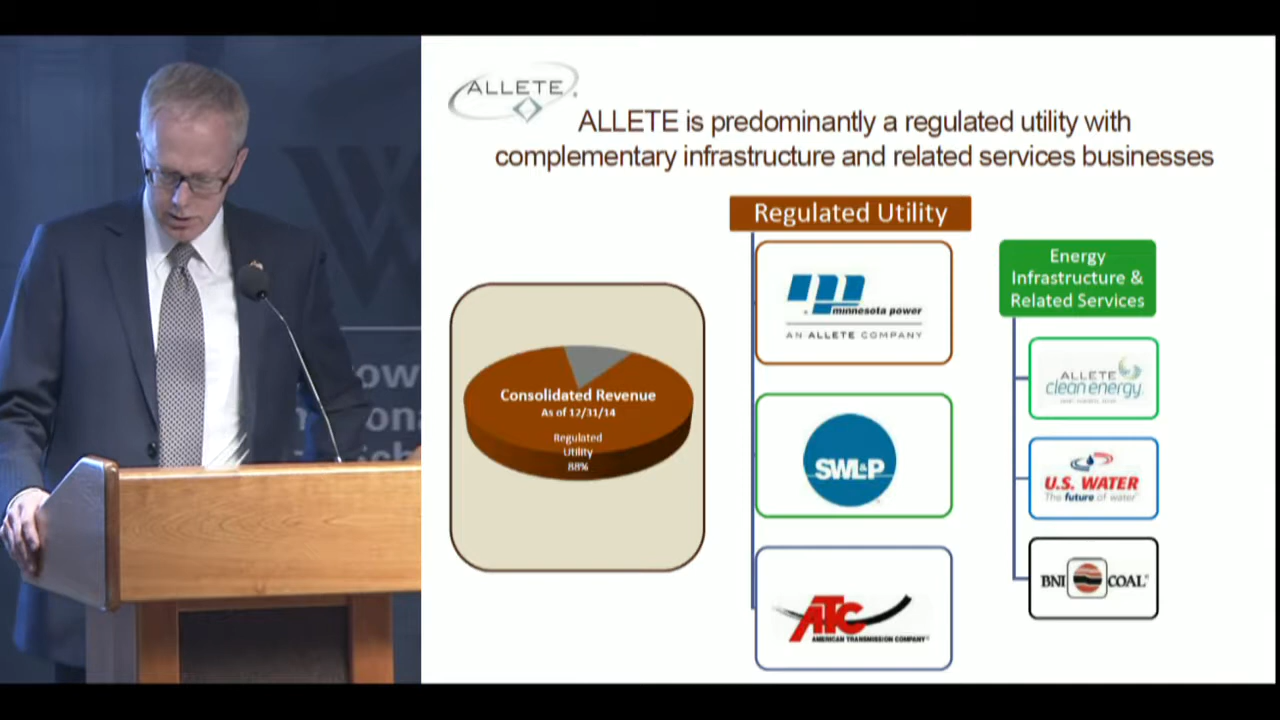 ALLETE
ALLETE is predominantly a regulated utility with
complementary infrastructure and related services businesses
Regulated Utility
minnesota power
AN ALLETE COMPANY
SWL&P
ATC
AMERICAN TRANSMISSION COMPANY
Consolidated Revenue
As of 12/31/14
Regulated
Utility
88%
Energy
Infrastructure &
Related Services
ALLETE
clean energy
U.S. WATER
The future of water
BNI COAL